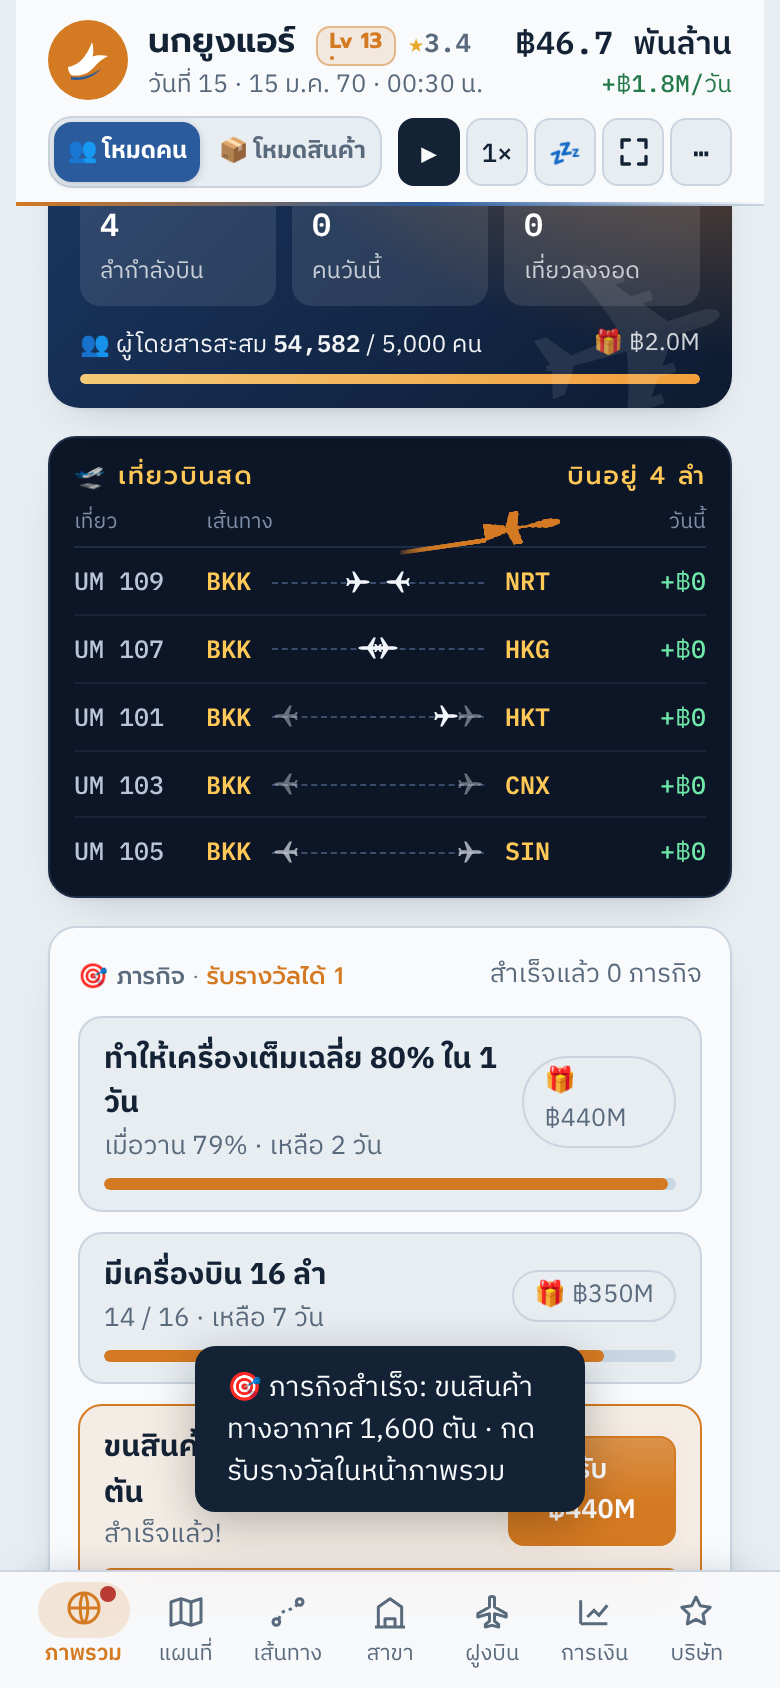 นกยูงแอร์ Lv 13 ★3.4 ฿46.7 พันล้าน
วันที่ 15 · 15 ม.ค. 70 · 00:30 น. +฿1.8M/วัน
👥 โหมดคน 📦 โหมดสินค้า ▶ 1× 💤 ⋯
4 0 0
ลำกำลังบิน คนวันนี้ เที่ยวลงจอด
👥 ผู้โดยสารสะสม 54,582 / 5,000 คน 🎁 ฿2.0M
🛫 เที่ยวบินสด บินอยู่ 4 ลำ
เที่ยว เส้นทาง วันนี้
UM 109 BKK NRT +฿0
UM 107 BKK HKG +฿0
UM 101 BKK HKT +฿0
UM 103 BKK CNX +฿0
UM 105 BKK SIN +฿0
🎯 ภารกิจ · รับรางวัลได้ 1 สำเร็จแล้ว 0 ภารกิจ
ทำให้เครื่องเต็มเฉลี่ย 80% ใน 1
วัน
🎁
฿440M
เมื่อวาน 79% · เหลือ 2 วัน
มีเครื่องบิน 16 ลำ 🎁 ฿350M
14 / 16 · เหลือ 7 วัน
🎯 ภารกิจสำเร็จ: ขนสินค้า
ทางอากาศ 1,600 ตัน · กด
รับรางวัลในหน้าภาพรวม
ขนสินค้
ตัน
สำเร็จแล้ว!
รับ
฿440M
ภาพรวม แผนที่ เส้นทาง สาขา ฝูงบิน การเงิน บริษัท